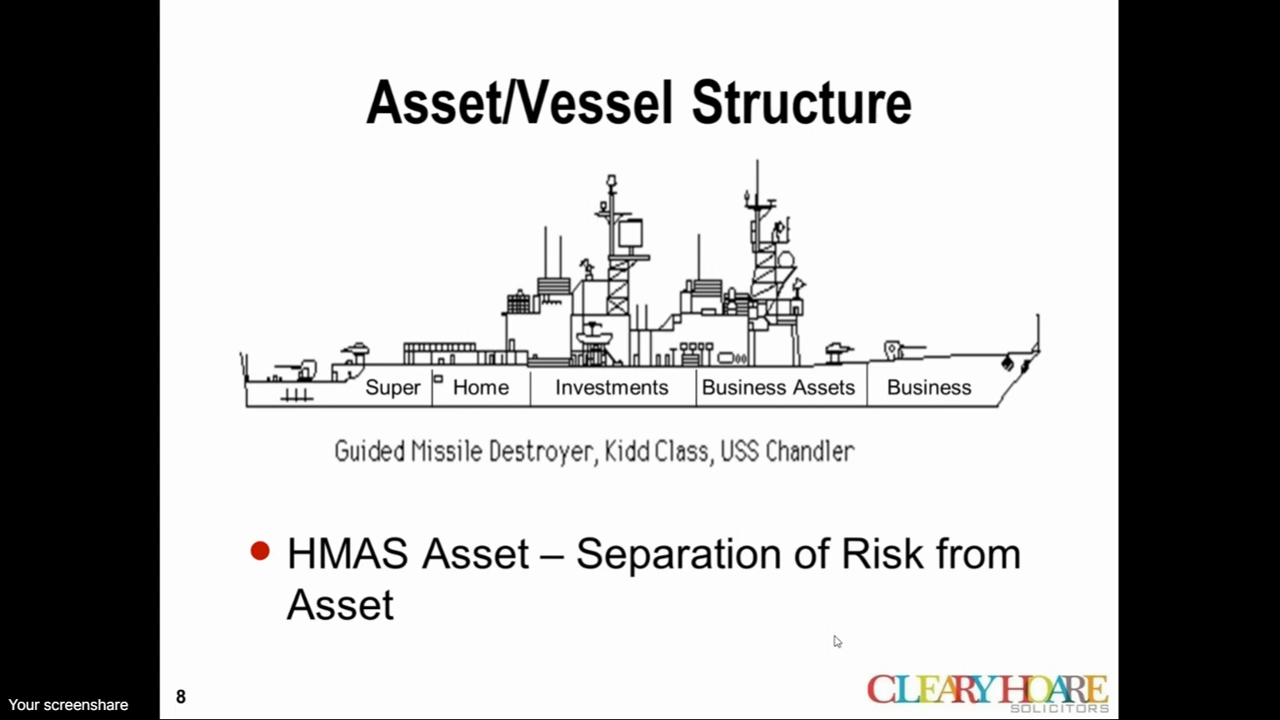 Asset/Vessel Structure
Super Home Investments Business Assets Business
Guided Missile Destroyer, Kidd Class, USS Chandler
• HMAS Asset – Separation of Risk from
Asset
Your screenshare
8
CLEARY HOARE
SOLICITORS